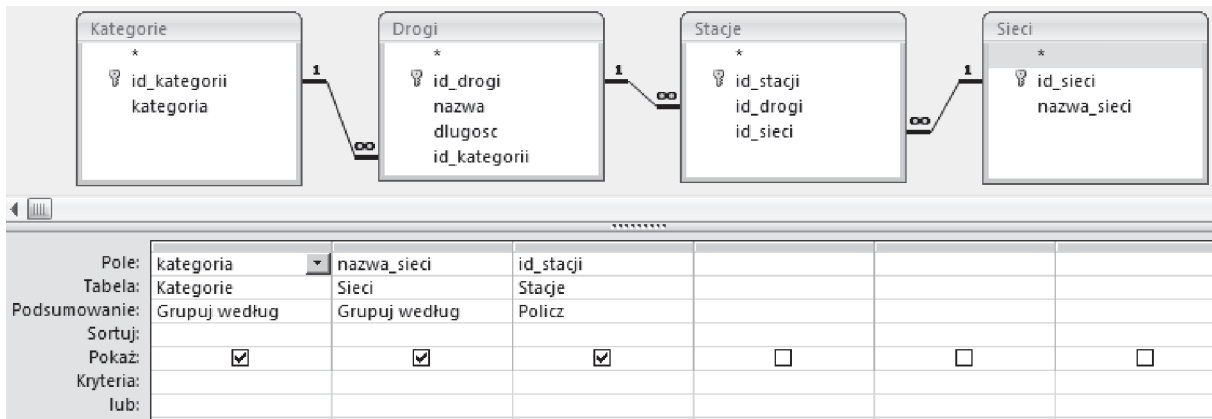 Kategorie
*
id_kategorii
kategoria
1
∞
Drogi
*
id_drogi
nazwa
dlugosc
id_kategorii
1
∞
Stacje
*
id_stacji
id_drogi
id_sieci
∞
1
Sieci
*
id_sieci
nazwa_sieci
Pole: kategoria nazwa_sieci id_stacji
Tabela: Kategorie Sieci Stacje
Podsumowanie: Grupuj według Grupuj według Policz
Sortuj:
Pokaż:
Kryteria:
lub: